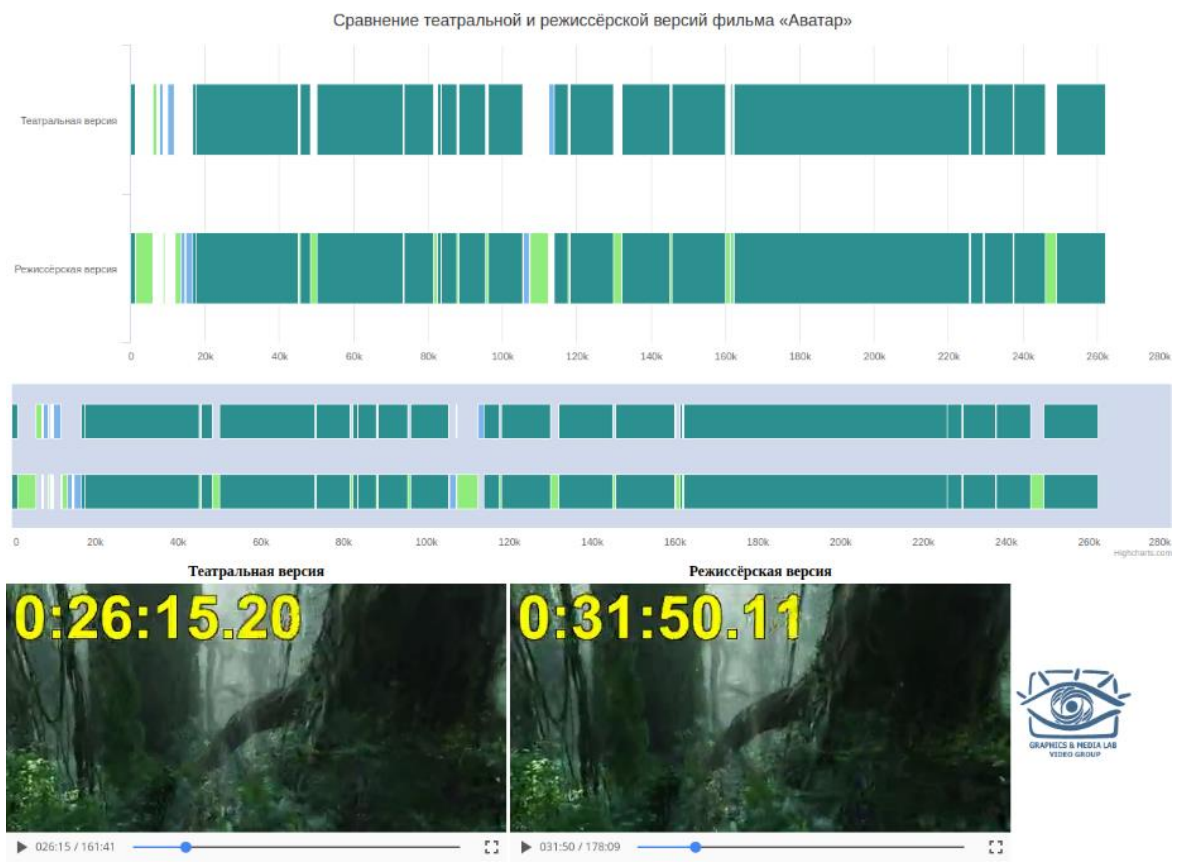 Сравнение театральной и режиссёрской версий фильма «Аватар»
Театральная версия
Режиссёрская версия
0 20k 40k 60k 80k 100k 120k 140k 160k 180k 200k 220k 240k 260k 280k
0 20k 40k 60k 80k 100k 120k 140k 160k 180k 200k 220k 240k 260k 280k
Highcharts.com
Театральная версия Режиссёрская версия
0:26:15.20 0:31:50.11
GRAPHICS & MEDIA LAB
VIDEO GROUP
026:15 / 161:41 031:50 / 178:09